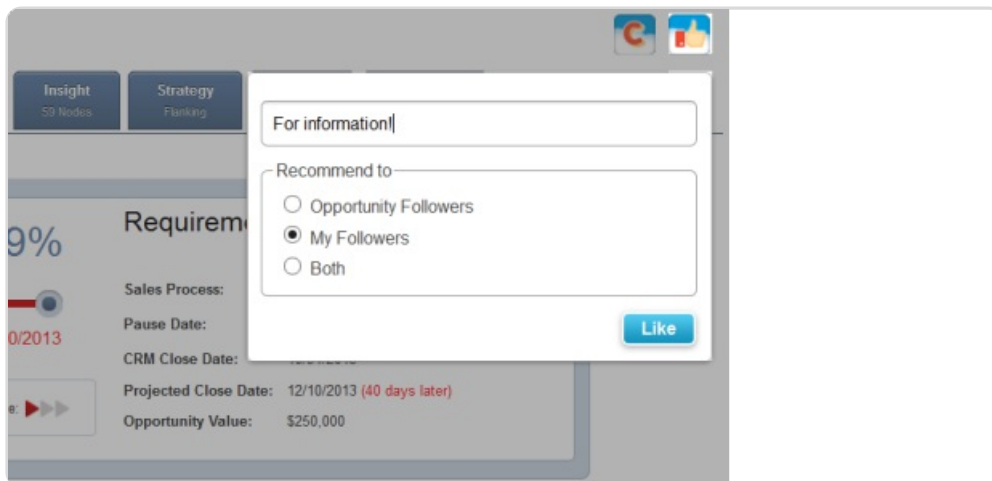 Insight
59 Nodes
Strategy
Flanking
For information!
Recommend to
Opportunity Followers
My Followers
Both
Like
9%
0/2013
e:
Requirem
Sales Process:
Pause Date:
CRM Close Date:
Projected Close Date: 12/10/2013 (40 days later)
Opportunity Value: $250,000